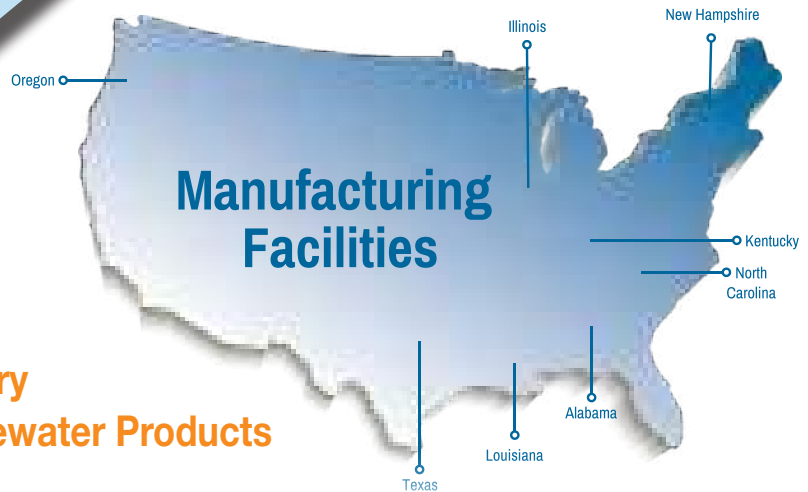 New Hampshire
Illinois
Oregon
Manufacturing
Facilities
Kentucky
North
Carolina
Alabama
Louisiana
Texas
ry
ewater Products